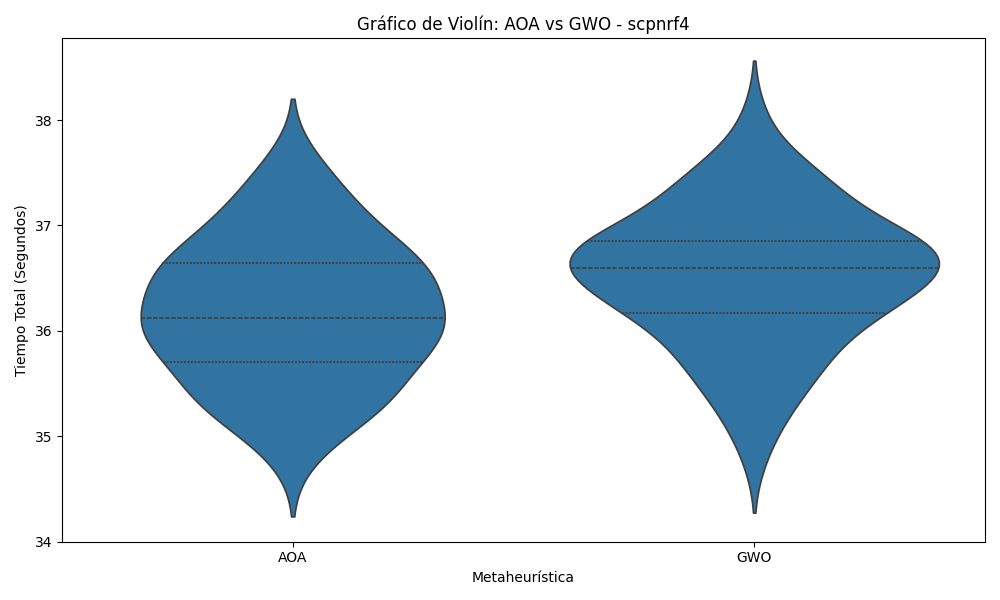 Gráfico de Violín: AOA vs GWO - scpnrf4
Tiempo Total (Segundos)
38
37
36
35
34
AOA
GWO
Metaheurística